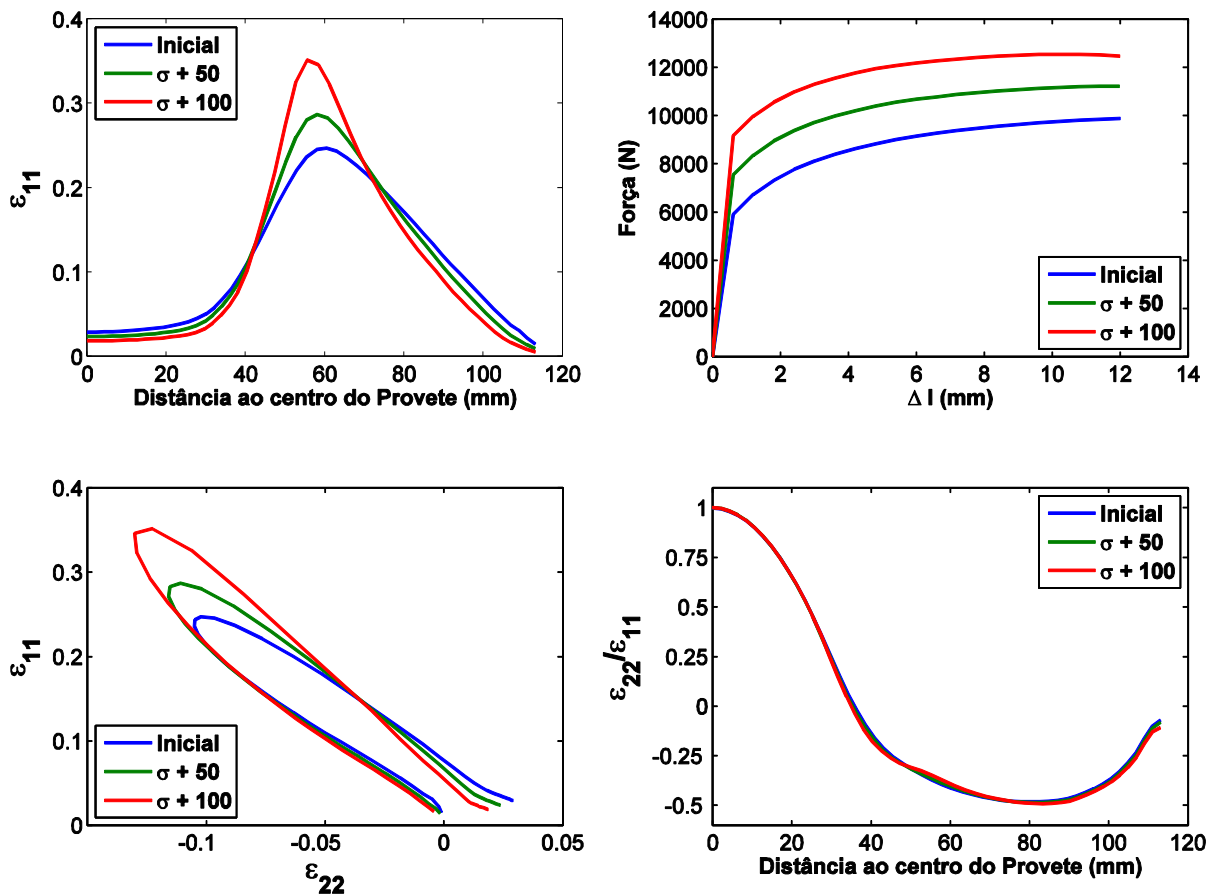 0.4
0.3
0.2
0.1
0
ε11
Inicial
σ + 50
σ + 100
0 20 40 60 80 100 120
Distância ao centro do Provete (mm)
14000
12000
10000
8000
6000
4000
2000
0
Força (N)
Inicial
σ + 50
σ + 100
0 2 4 6 8 10 12 14
Δ l (mm)
0.4
0.3
0.2
0.1
0
ε11
Inicial
σ + 50
σ + 100
-0.1 -0.05 0 0.05
ε22
1
0.75
0.5
0.25
0
-0.25
-0.5
ε22/ε11
Inicial
σ + 50
σ + 100
0 20 40 60 80 100 120
Distância ao centro do Provete (mm)